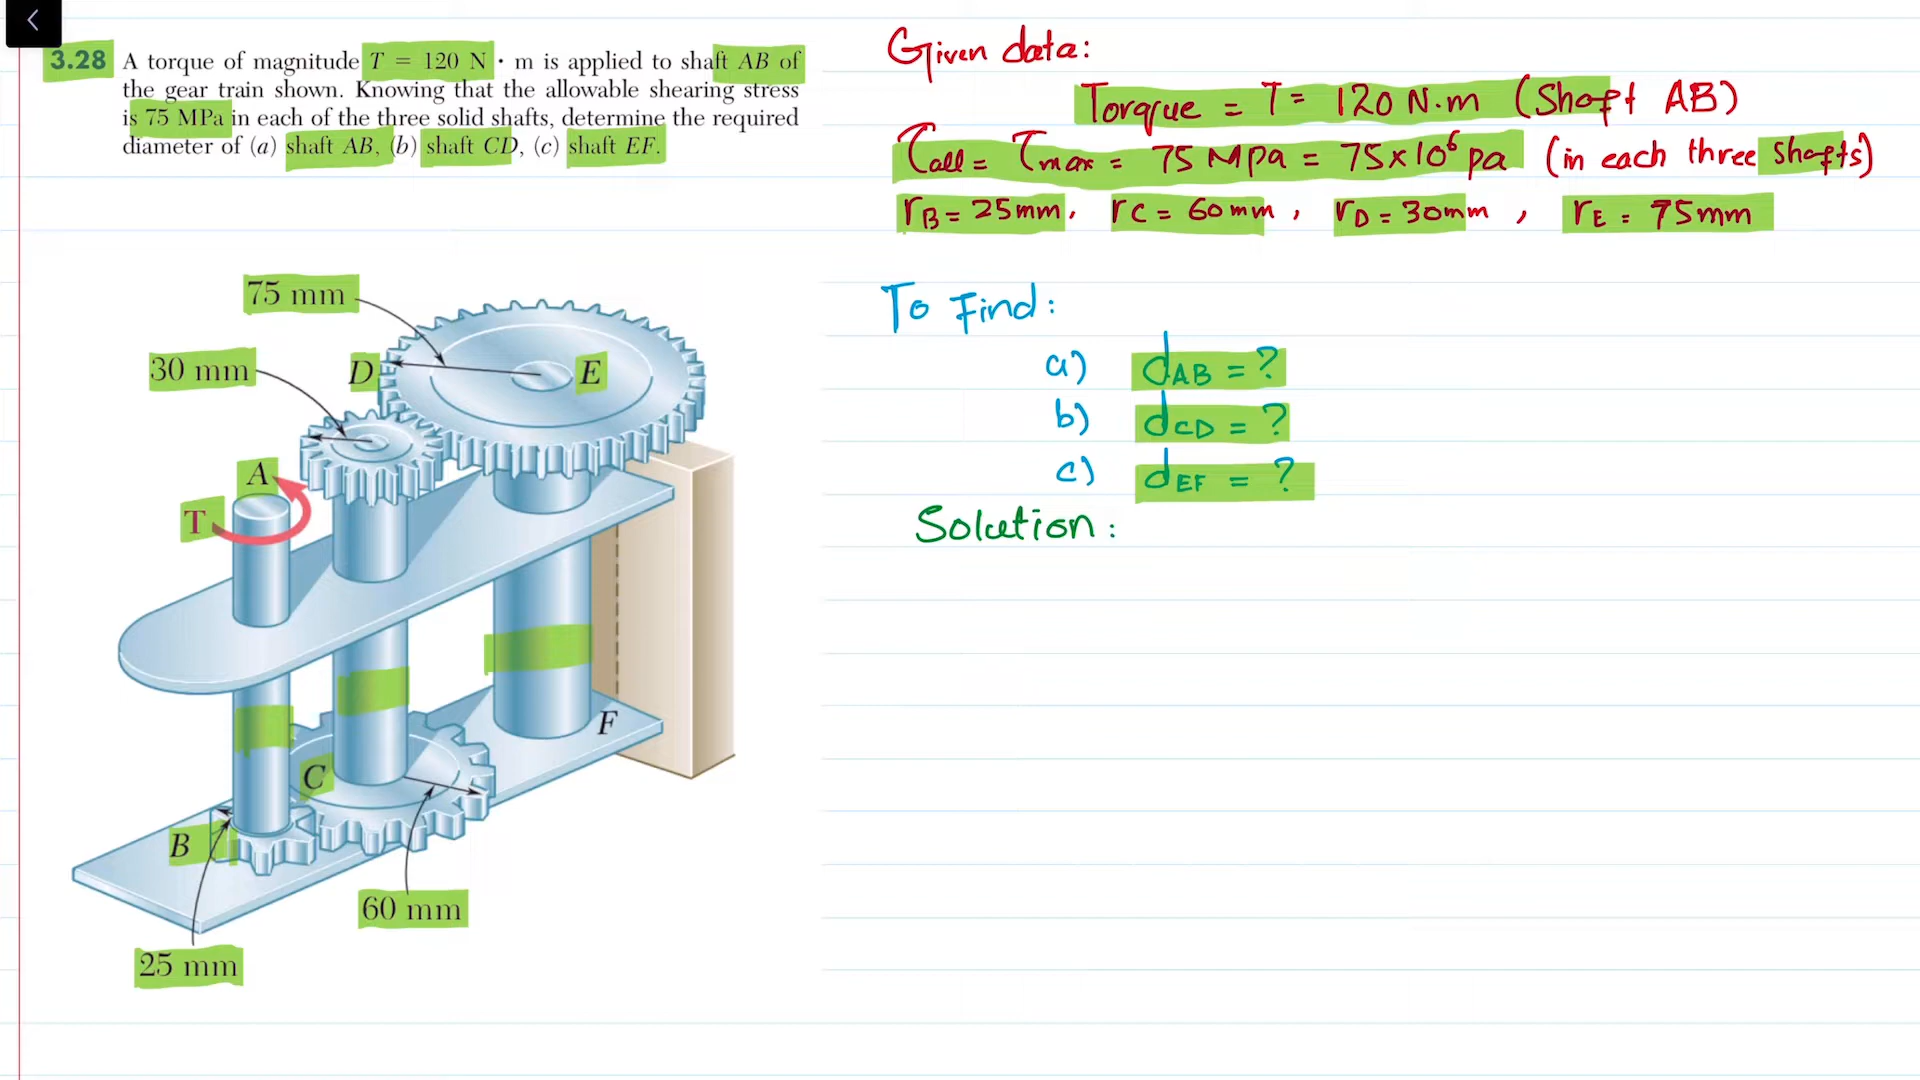 3.28 A torque of magnitude T = 120 N · m is applied to shaft AB of
the gear train shown. Knowing that the allowable shearing stress
is 75 MPa in each of the three solid shafts, determine the required
diameter of (a) shaft AB, (b) shaft CD, (c) shaft EF.
Given data:
Torque = T = 120 N.m (Shaft AB)
τall = τmax = 75 MPa = 75×10⁶ pa (in each three shafts)
rB = 25mm, rC = 60mm, rD = 30mm, rE = 75mm
To Find:
a) dAB = ?
b) dCD = ?
c) dEF = ?
Solution:
75 mm
30 mm
D
E
A
T
F
C
B
60 mm
25 mm